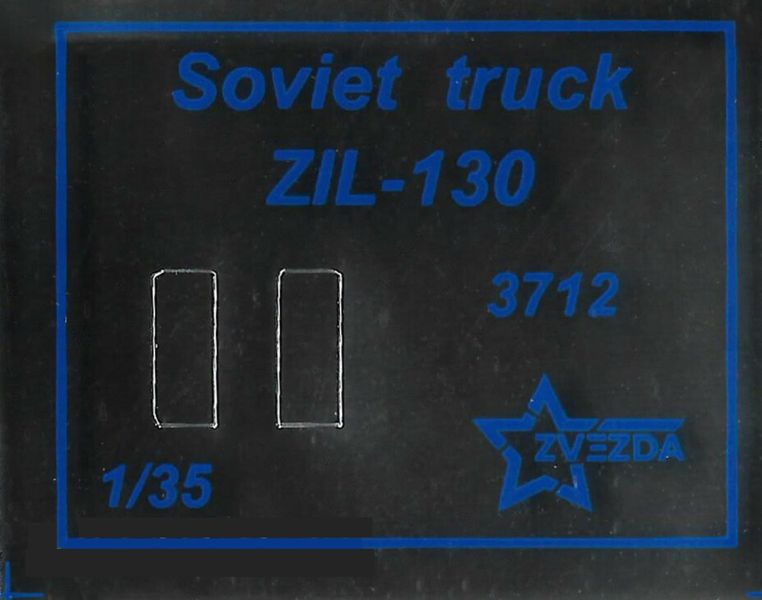 Soviet truck
ZIL-130
3712
ZVEZDA
1/35